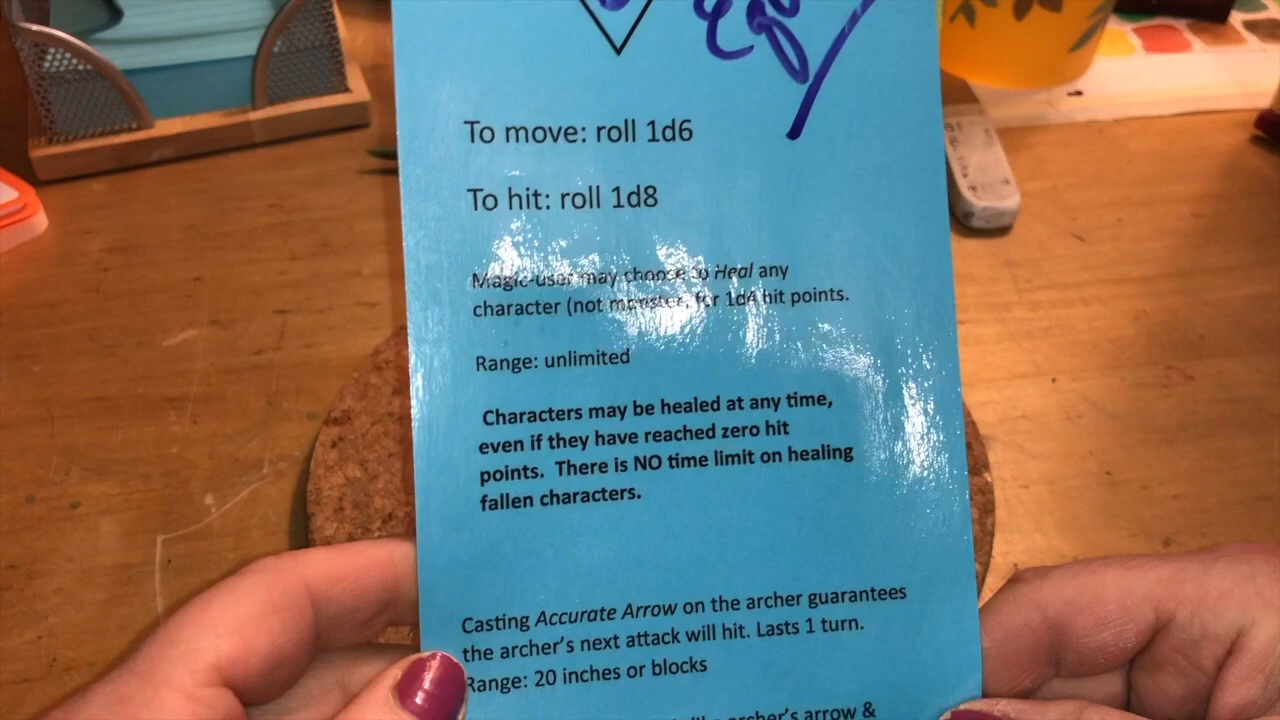 To move: roll 1d6
To hit: roll 1d8
Magic-user may choose to Heal any
character (not monster, for 1d4 hit points.
Range: unlimited
Characters may be healed at any time,
even if they have reached zero hit
points. There is NO time limit on healing
fallen characters.
Casting Accurate Arrow on the archer guarantees
the archer's next attack will hit. Lasts 1 turn.
Range: 20 inches or blocks
archer's arrow &